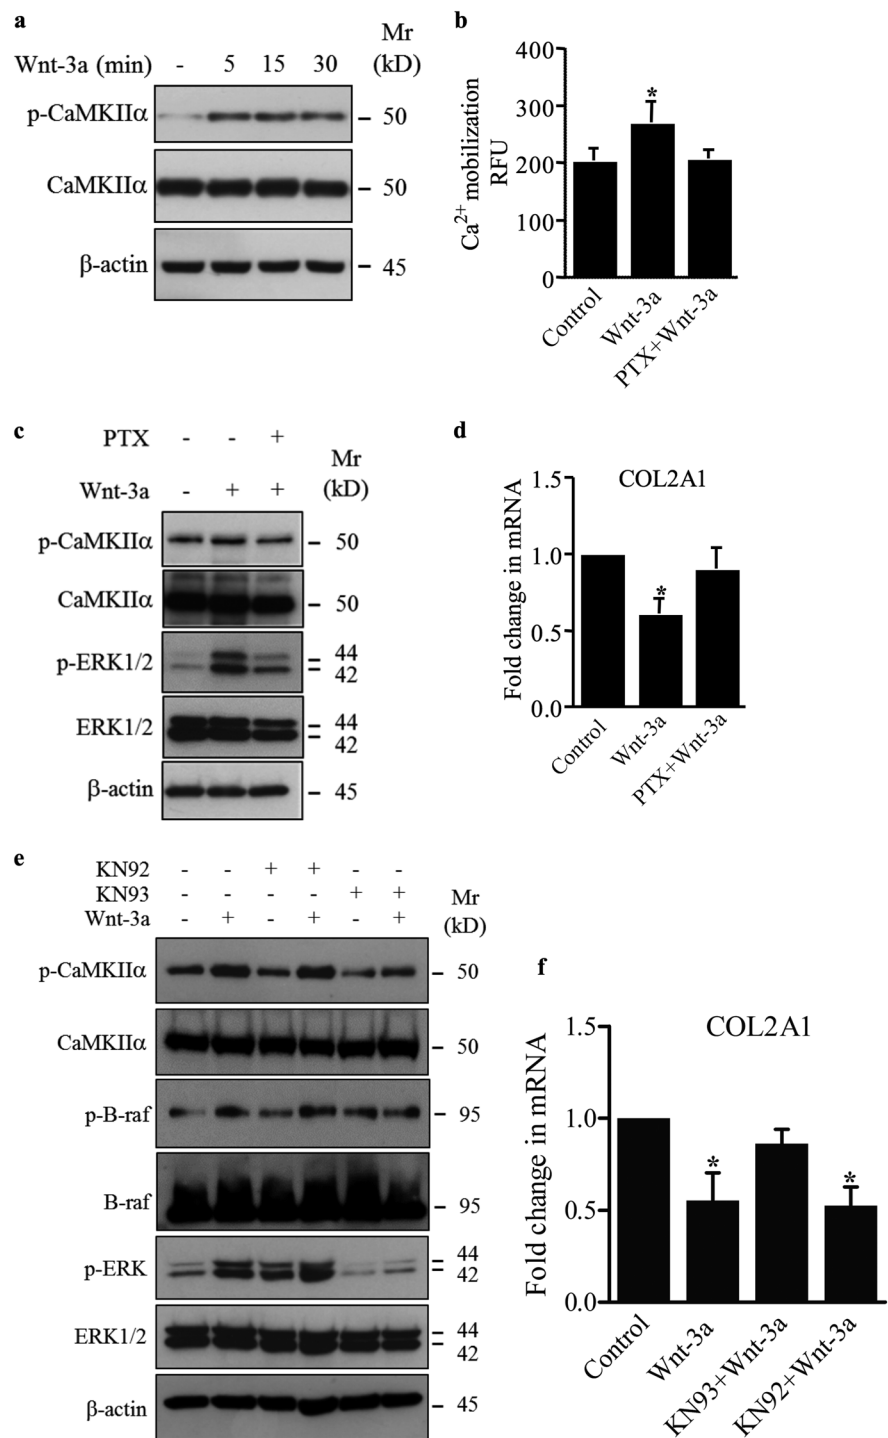 a
Mr
Wnt-3a (min) - 5 15 30 (kD)
p-CaMKIIα - 50
CaMKIIα - 50
β-actin - 45
b
Ca2+ mobilization
RFU
400
300
200
100
0
*
Control
Wnt-3a
PTX+Wnt-3a
c
PTX - - +
Mr
Wnt-3a - + + (kD)
p-CaMKIIα - 50
CaMKIIα - 50
p-ERK1/2 44
42
ERK1/2 44
42
β-actin - 45
d
COL2A1
Fold change in mRNA
1.5
1.0
0.5
0.0
*
Control
Wnt-3a
PTX+Wnt-3a
e
KN92 - - + + - -
KN93 - - - - + +
Mr
Wnt-3a - + - + - +
(kD)
p-CaMKIIα - 50
CaMKIIα - 50
p-B-raf - 95
B-raf - 95
p-ERK 44
42
ERK1/2 44
42
β-actin - 45
f
COL2A1
Fold change in mRNA
1.5
1.0
0.5
0.0
*
*
Control
Wnt-3a
KN93+Wnt-3a
KN92+Wnt-3a